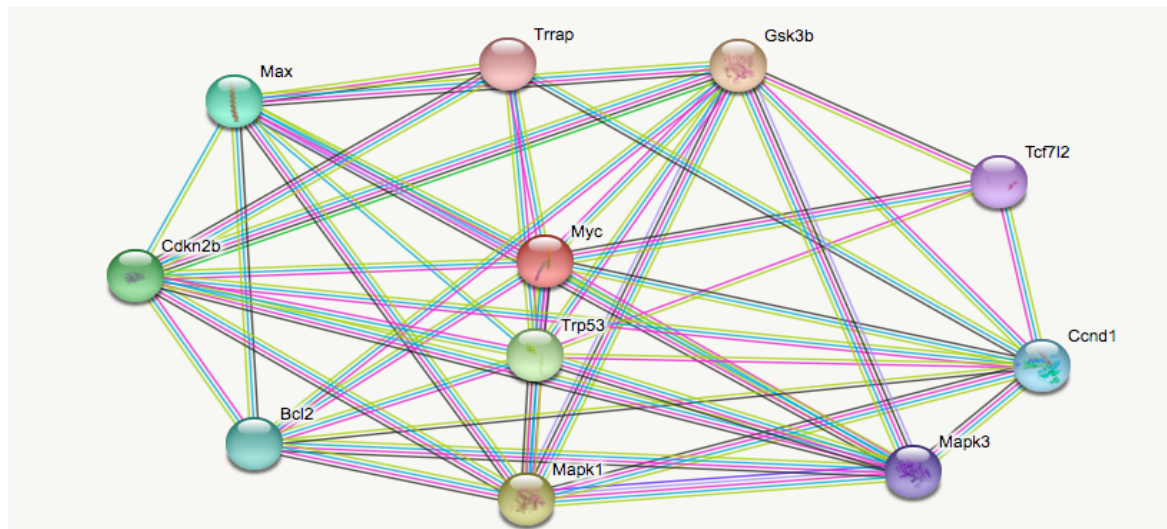 Trrap
Gsk3b
Max
Tcf7l2
Myc
Cdkn2b
Trp53
Ccnd1
Bcl2
Mapk3
Mapk1